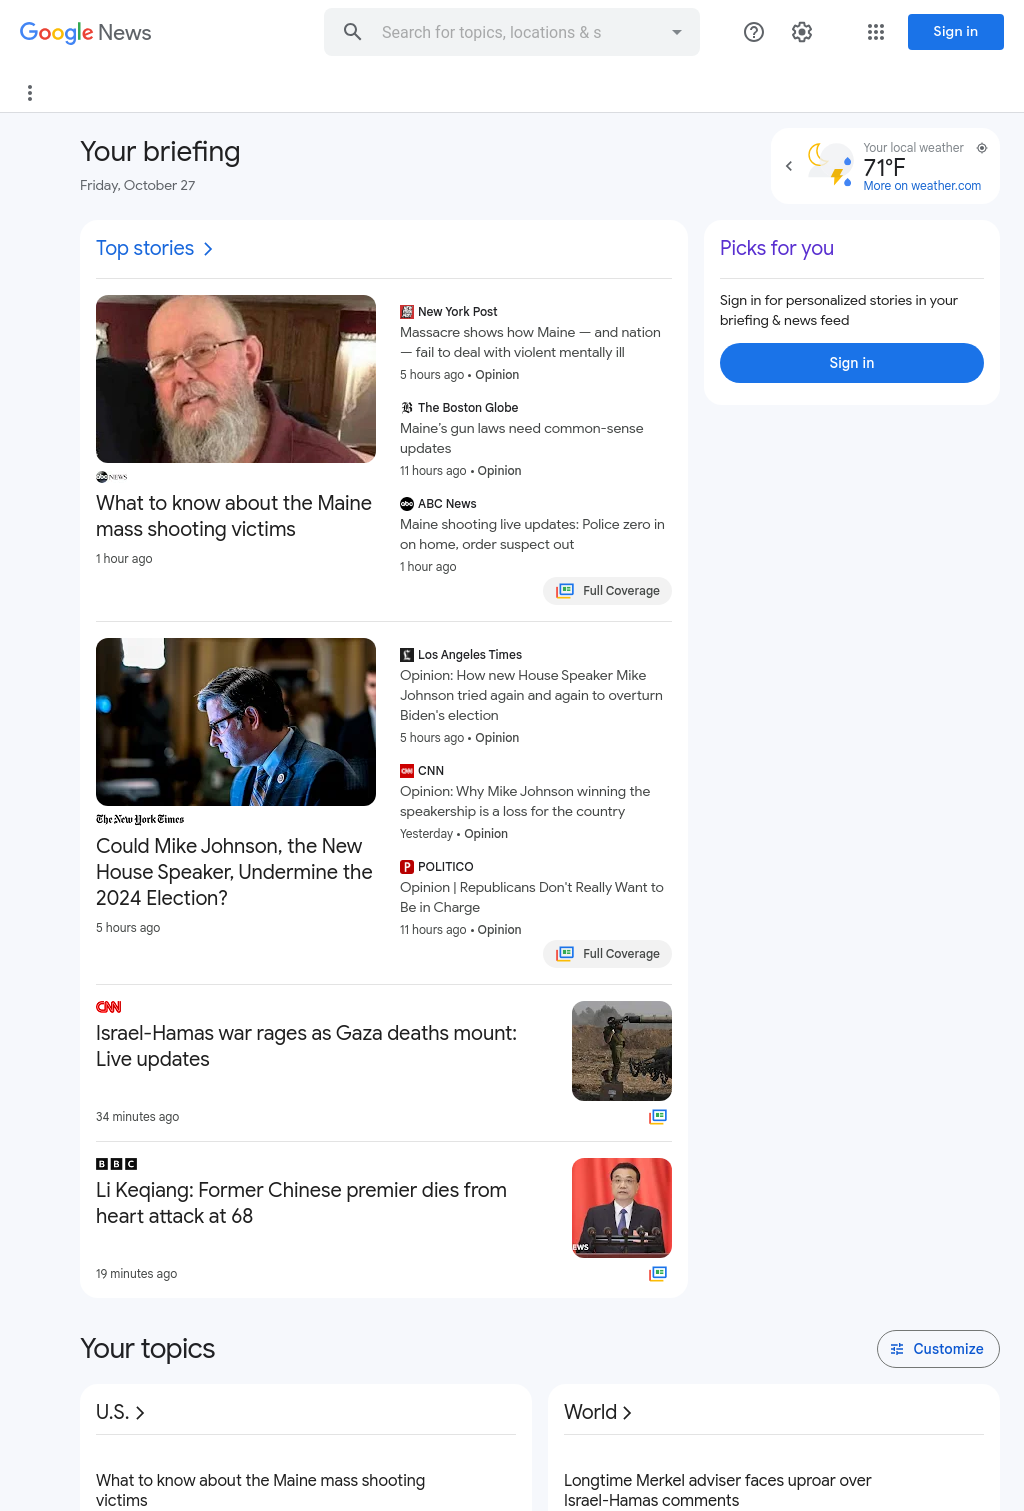 Google News
Search for topics, locations & s
Sign in
Your briefing
Friday, October 27
Your local weather
71°F
More on weather.com
Top stories
Picks for you
Sign in for personalized stories in your
briefing & news feed
Sign in
abc NEWS
What to know about the Maine
mass shooting victims
1 hour ago
New York Post
Massacre shows how Maine — and nation
— fail to deal with violent mentally ill
5 hours ago • Opinion
The Boston Globe
Maine's gun laws need common-sense
updates
11 hours ago • Opinion
abc ABC News
Maine shooting live updates: Police zero in
on home, order suspect out
1 hour ago
Full Coverage
The New York Times
Could Mike Johnson, the New
House Speaker, Undermine the
2024 Election?
5 hours ago
Los Angeles Times
Opinion: How new House Speaker Mike
Johnson tried again and again to overturn
Biden's election
5 hours ago • Opinion
CNN CNN
Opinion: Why Mike Johnson winning the
speakership is a loss for the country
Yesterday • Opinion
P POLITICO
Opinion | Republicans Don't Really Want to
Be in Charge
11 hours ago • Opinion
Full Coverage
CNN
Israel-Hamas war rages as Gaza deaths mount:
Live updates
34 minutes ago
BBC
Li Keqiang: Former Chinese premier dies from
heart attack at 68
EWS
19 minutes ago
Your topics
Customize
U.S.
What to know about the Maine mass shooting
victims
World
Longtime Merkel adviser faces uproar over
Israel-Hamas comments